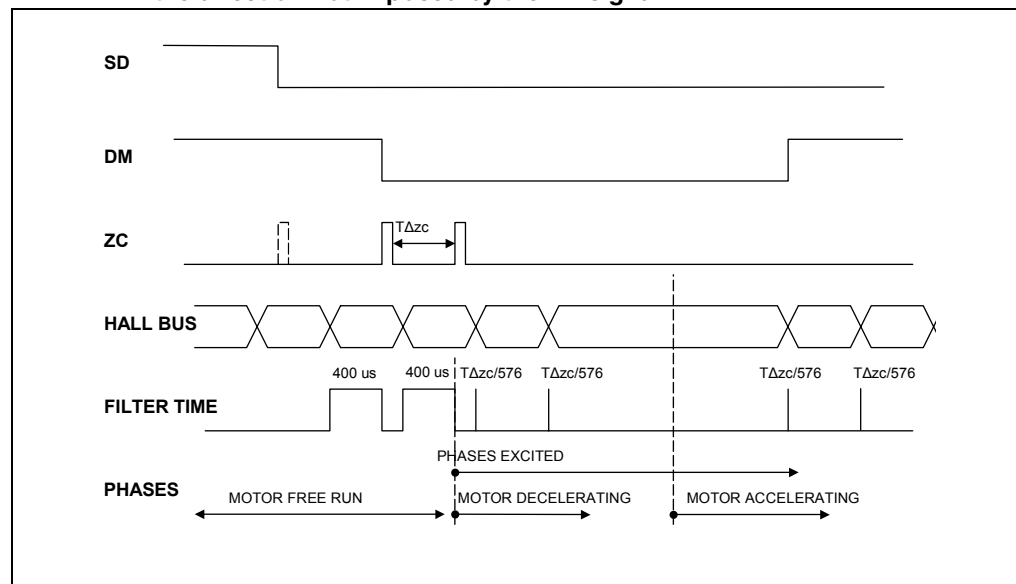 SD
DM
ZC
TΔzc
HALL BUS
400 us 400 us TΔzc/576 TΔzc/576 TΔzc/576 TΔzc/576
FILTER TIME
PHASES EXCITED
PHASES
MOTOR FREE RUN MOTOR DECELERATING MOTOR ACCELERATING